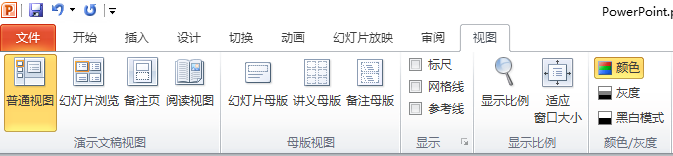 PowerPoint.p
文件 开始 插入 设计 切换 动画 幻灯片放映 审阅 视图
普通视图 幻灯片浏览 备注页 阅读视图 幻灯片母版 讲义母版 备注母版
标尺
网格线
参考线
显示比例 适应
窗口大小
颜色
灰度
黑白模式
演示文稿视图 母版视图 显示 显示比例 颜色/灰度